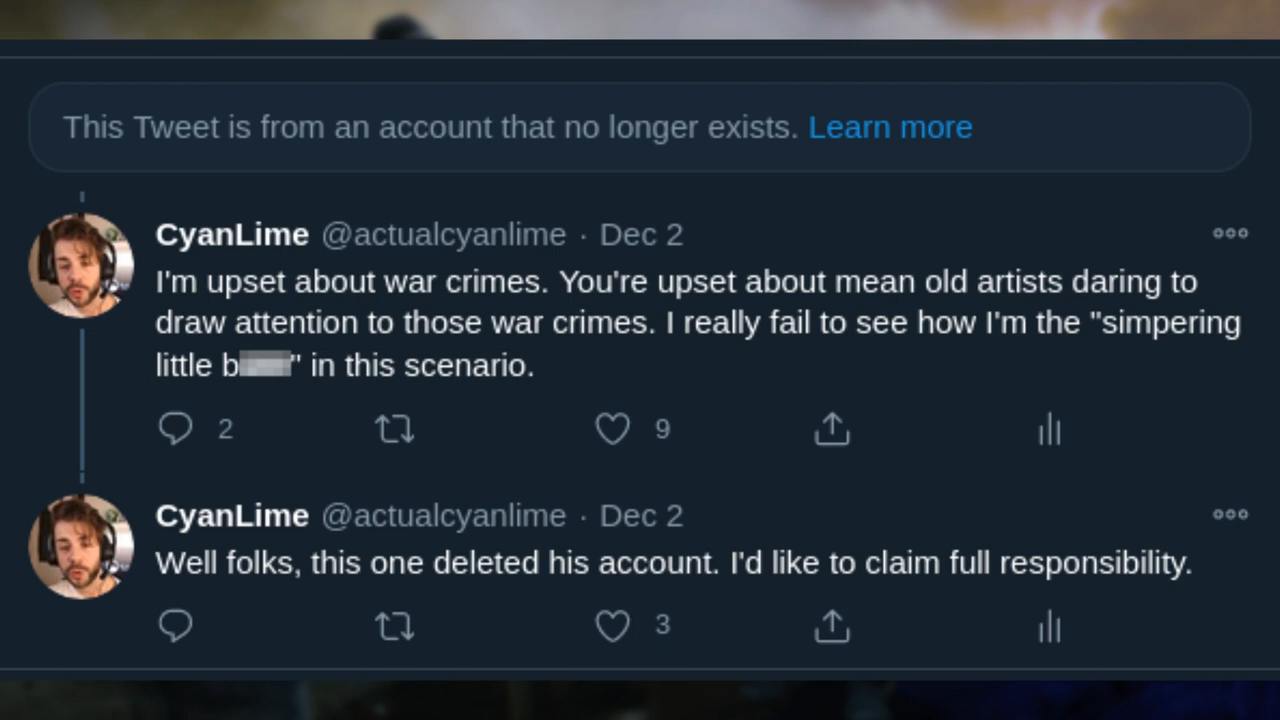 This Tweet is from an account that no longer exists. Learn more
CyanLime @actualcyanlime · Dec 2
I'm upset about war crimes. You're upset about mean old artists daring to
draw attention to those war crimes. I really fail to see how I'm the "simpering
little b" in this scenario.
2 9
CyanLime @actualcyanlime · Dec 2
Well folks, this one deleted his account. I'd like to claim full responsibility.
3